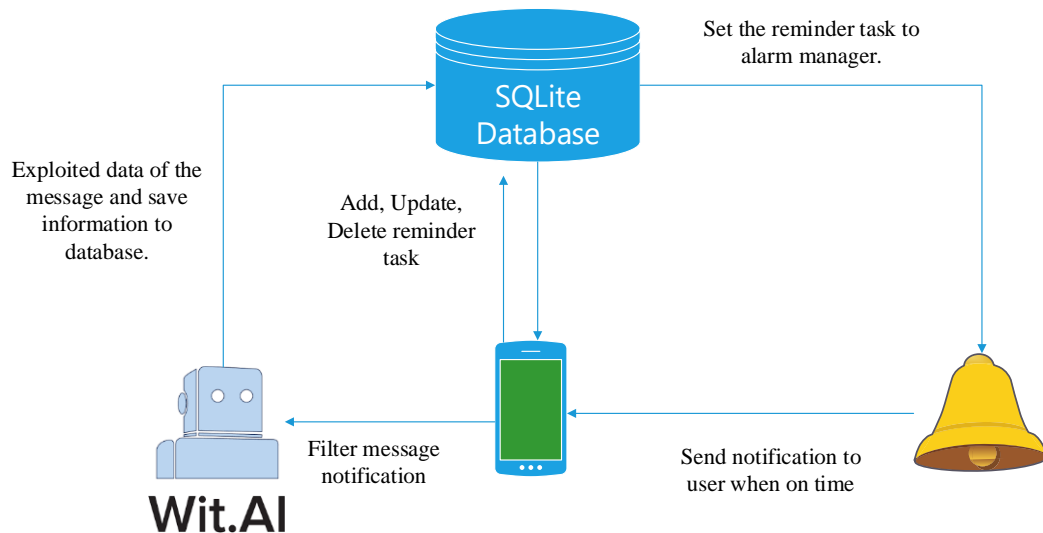 Set the reminder task to
alarm manager.
SQLite
Database
Exploited data of the
message and save
information to
database.
Add, Update,
Delete reminder
task
Filter message
notification
Send notification to
user when on time
Wit.AI